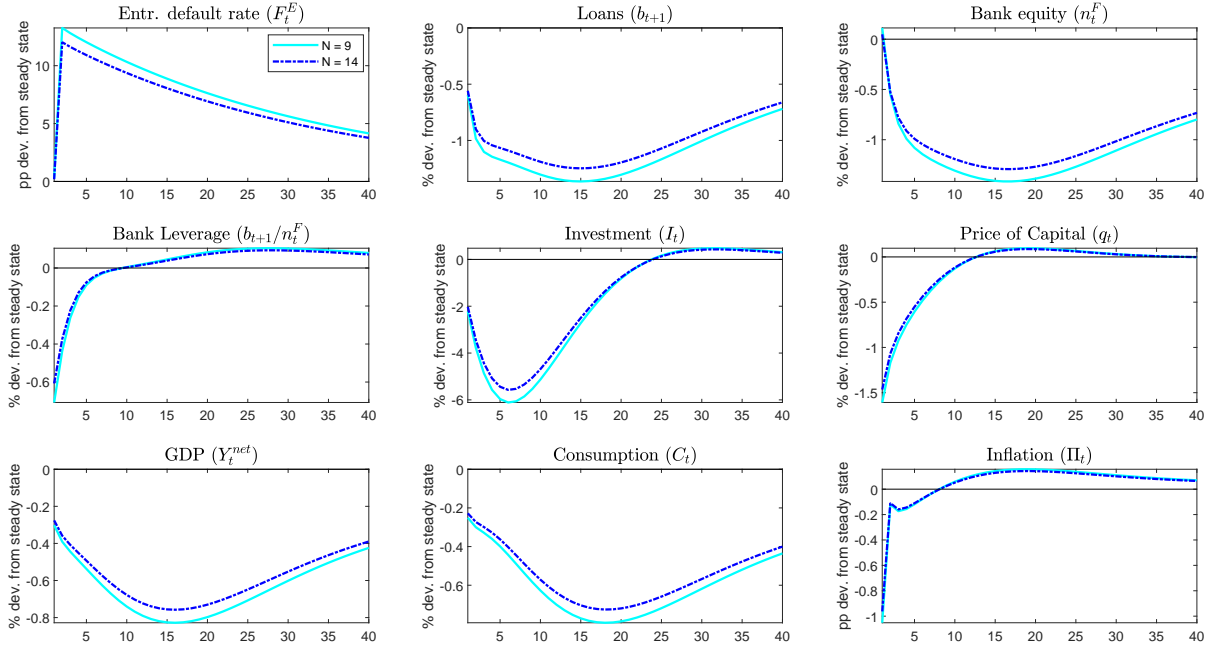 Entr. default rate (F_t^E)
pp dev. from steady state
10
5
0
5 10 15 20 25 30 35 40
N = 9
N = 14
Loans (b_{t+1})
% dev. from steady state
0
-0.5
-1
5 10 15 20 25 30 35 40
Bank equity (n_t^F)
% dev. from steady state
0
-1
5 10 15 20 25 30 35 40
Bank Leverage (b_{t+1}/n_t^F)
% dev. from steady state
0
-0.2
-0.4
-0.6
5 10 15 20 25 30 35 40
Investment (I_t)
% dev. from steady state
0
-2
-4
-6
5 10 15 20 25 30 35 40
Price of Capital (q_t)
% dev. from steady state
0
-0.5
-1
-1.5
5 10 15 20 25 30 35 40
GDP (Y_t^{net})
% dev. from steady state
0
-0.2
-0.4
-0.6
-0.8
5 10 15 20 25 30 35 40
Consumption (C_t)
% dev. from steady state
0
-0.2
-0.4
-0.6
5 10 15 20 25 30 35 40
Inflation (Π_t)
pp dev. from steady state
0
-0.2
-0.4
-0.6
-0.8
-1
5 10 15 20 25 30 35 40